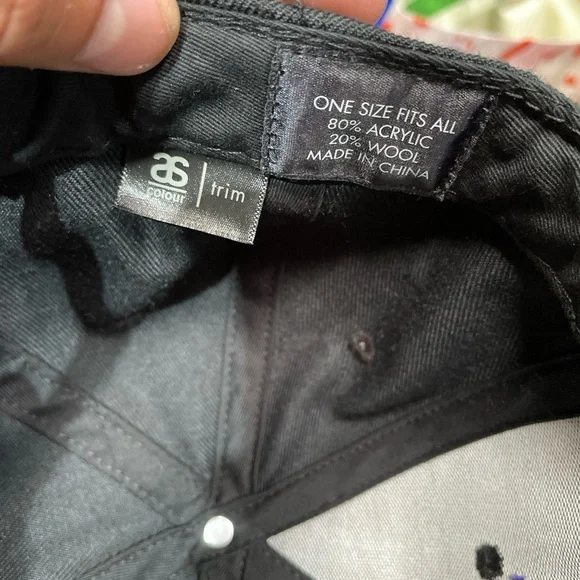 ONE SIZE FITS ALL
80% ACRYLIC
20% WOOL
MADE IN CHINA
as
colour | trim